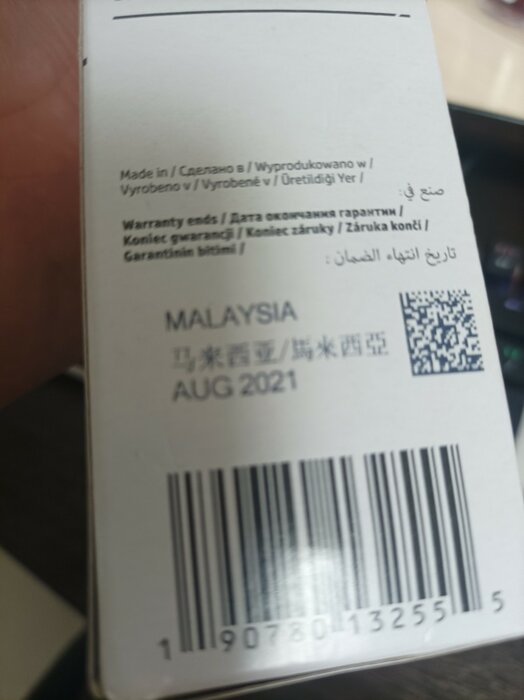 Made in / Сделано в / Wyprodukowano w /
Vyrobeno v / Vyrobené v / Üretildiği Yer /
صنع في:
Warranty ends / Дата окончания гарантии /
Koniec gwarancji / Koniec záruky / Záruka končí /
Garantinin bitimi /
تاريخ انتهاء الضمان :
MALAYSIA
马来西亚/馬來西亞
AUG 2021
1 90780 13255 5